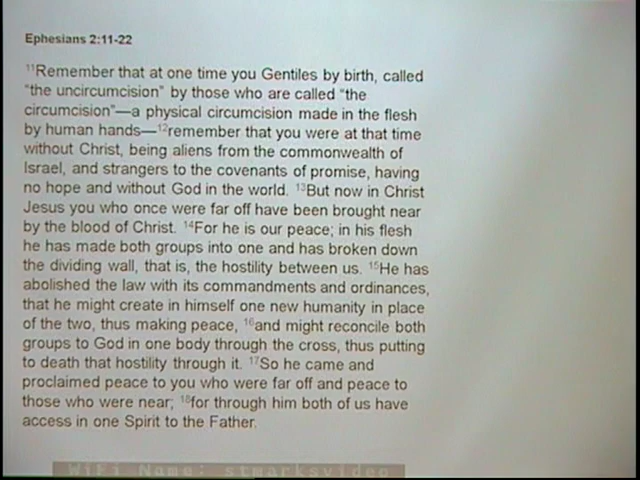 Ephesians 2:11-22
11Remember that at one time you Gentiles by birth, called
“the uncircumcision” by those who are called “the
circumcision”—a physical circumcision made in the flesh
by human hands—12remember that you were at that time
without Christ, being aliens from the commonwealth of
Israel, and strangers to the covenants of promise, having
no hope and without God in the world. 13But now in Christ
Jesus you who once were far off have been brought near
by the blood of Christ. 14For he is our peace; in his flesh
he has made both groups into one and has broken down
the dividing wall, that is, the hostility between us. 15He has
abolished the law with its commandments and ordinances,
that he might create in himself one new humanity in place
of the two, thus making peace, 16and might reconcile both
groups to God in one body through the cross, thus putting
to death that hostility through it. 17So he came and
proclaimed peace to you who were far off and peace to
those who were near; 18for through him both of us have
access in one Spirit to the Father.
WiFi Name: stmarksvideo